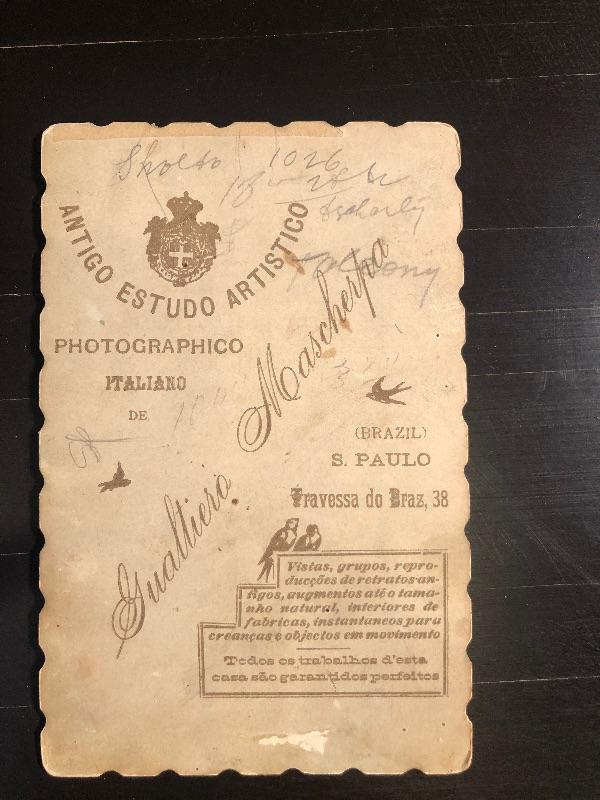 1026
ANTIGO ESTUDO ARTISTICO
PHOTOGRAPHICO
ITALIANO
DE
Gualtiero Mascherpa
(BRAZIL)
S. PAULO
Travessa do Braz, 38
Vistas, grupos, repro-
ducções de retratos an-
tigos, augmentos até o tama-
nho natural, interiores de
fabricas, instantaneos para
creanças e objectos em movimento
Todos os trabalhos d'esta
casa são garantidos perfeitos